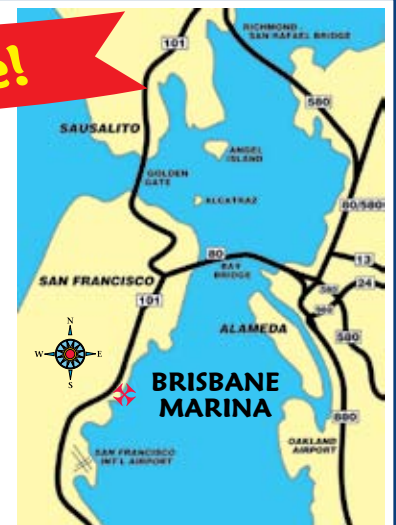 e!
RICHMOND
SAN RAFAEL BRIDGE
101
580
SAUSALITO
ANGEL
ISLAND
GOLDEN
GATE
ALCATRAZ
80/580
80
BAY
BRIDGE
13
24
SAN FRANCISCO
101
580
980
ALAMEDA
580
N
W
E
S
BRISBANE
MARINA
880
OAKLAND
AIRPORT
SAN FRANCISCO
INT'L AIRPORT